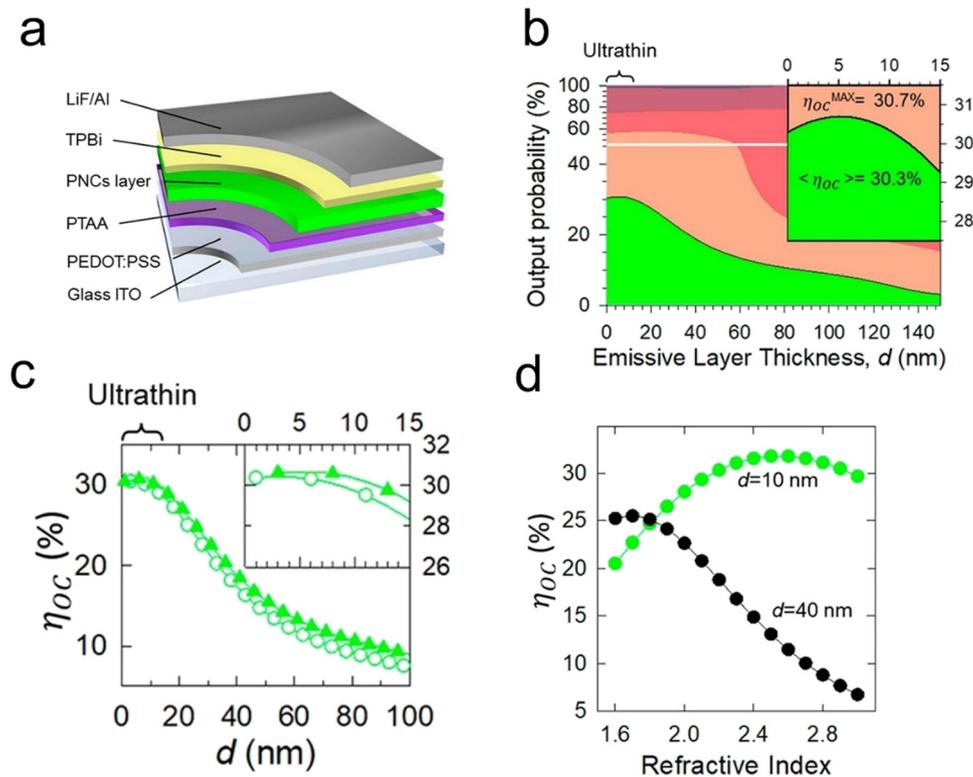 a
LiF/Al
TPBi
PNCs layer
PTAA
PEDOT:PSS
Glass ITO
b
Ultrathin
0 5 10 15
100
80
60
40
20
0
Output probability (%)
η_OC^MAX= 30.7%
< η_OC >= 30.3%
31
30
29
28
0 20 40 60 80 100 120 140
Emissive Layer Thickness, d (nm)
c
Ultrathin
0 5 10 15
32
30
28
26
30
20
10
η_OC (%)
0 20 40 60 80 100
d (nm)
d
30
25
20
15
10
5
η_OC (%)
d=10 nm
d=40 nm
1.6 2.0 2.4 2.8
Refractive Index